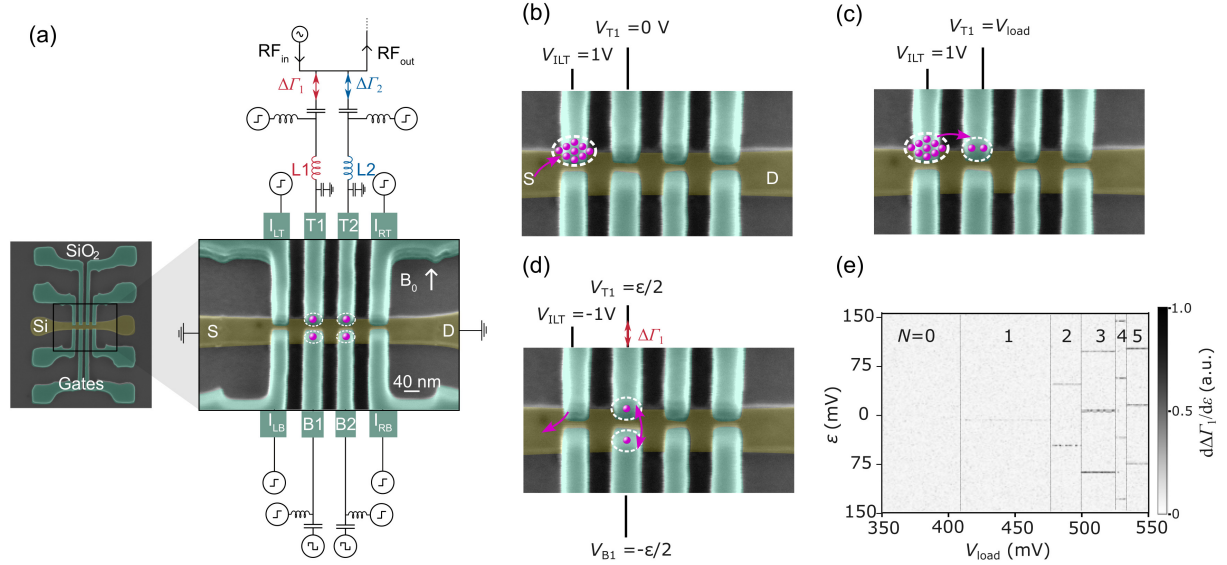 (a)
RF_in
RF_out
ΔΓ_1
ΔΓ_2
L1
L2
I_LT
T1
T2
I_RT
SiO_2
Si
Gates
B_0
S
D
40 nm
I_LB
B1
B2
I_RB
(b)
V_T1 =0 V
V_ILT =1V
S
D
(c)
V_T1 =V_load
V_ILT =1V
(d)
V_T1 =ε/2
V_ILT =-1V
ΔΓ_1
V_B1 =-ε/2
(e)
150
75
0
75
150
ε (mV)
N=0
1
2
3
4
5
350
400
450
500
550
V_load (mV)
1.0
0.5
0
dΔΓ_1/dε (a.u.)